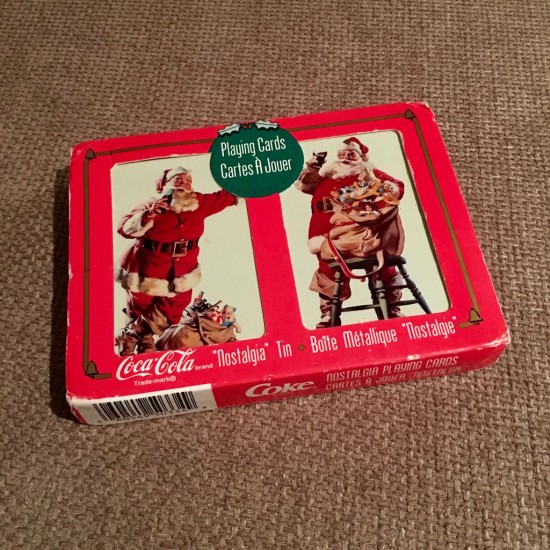 Playing Cards
Cartes À Jouer
Coca-Cola brand "Nostalgia" Tin • Boîte Métallique "Nostalgie"
Trade-mark®
Coke
NOSTALGIA PLAYING CARDS
CARTES À JOUER